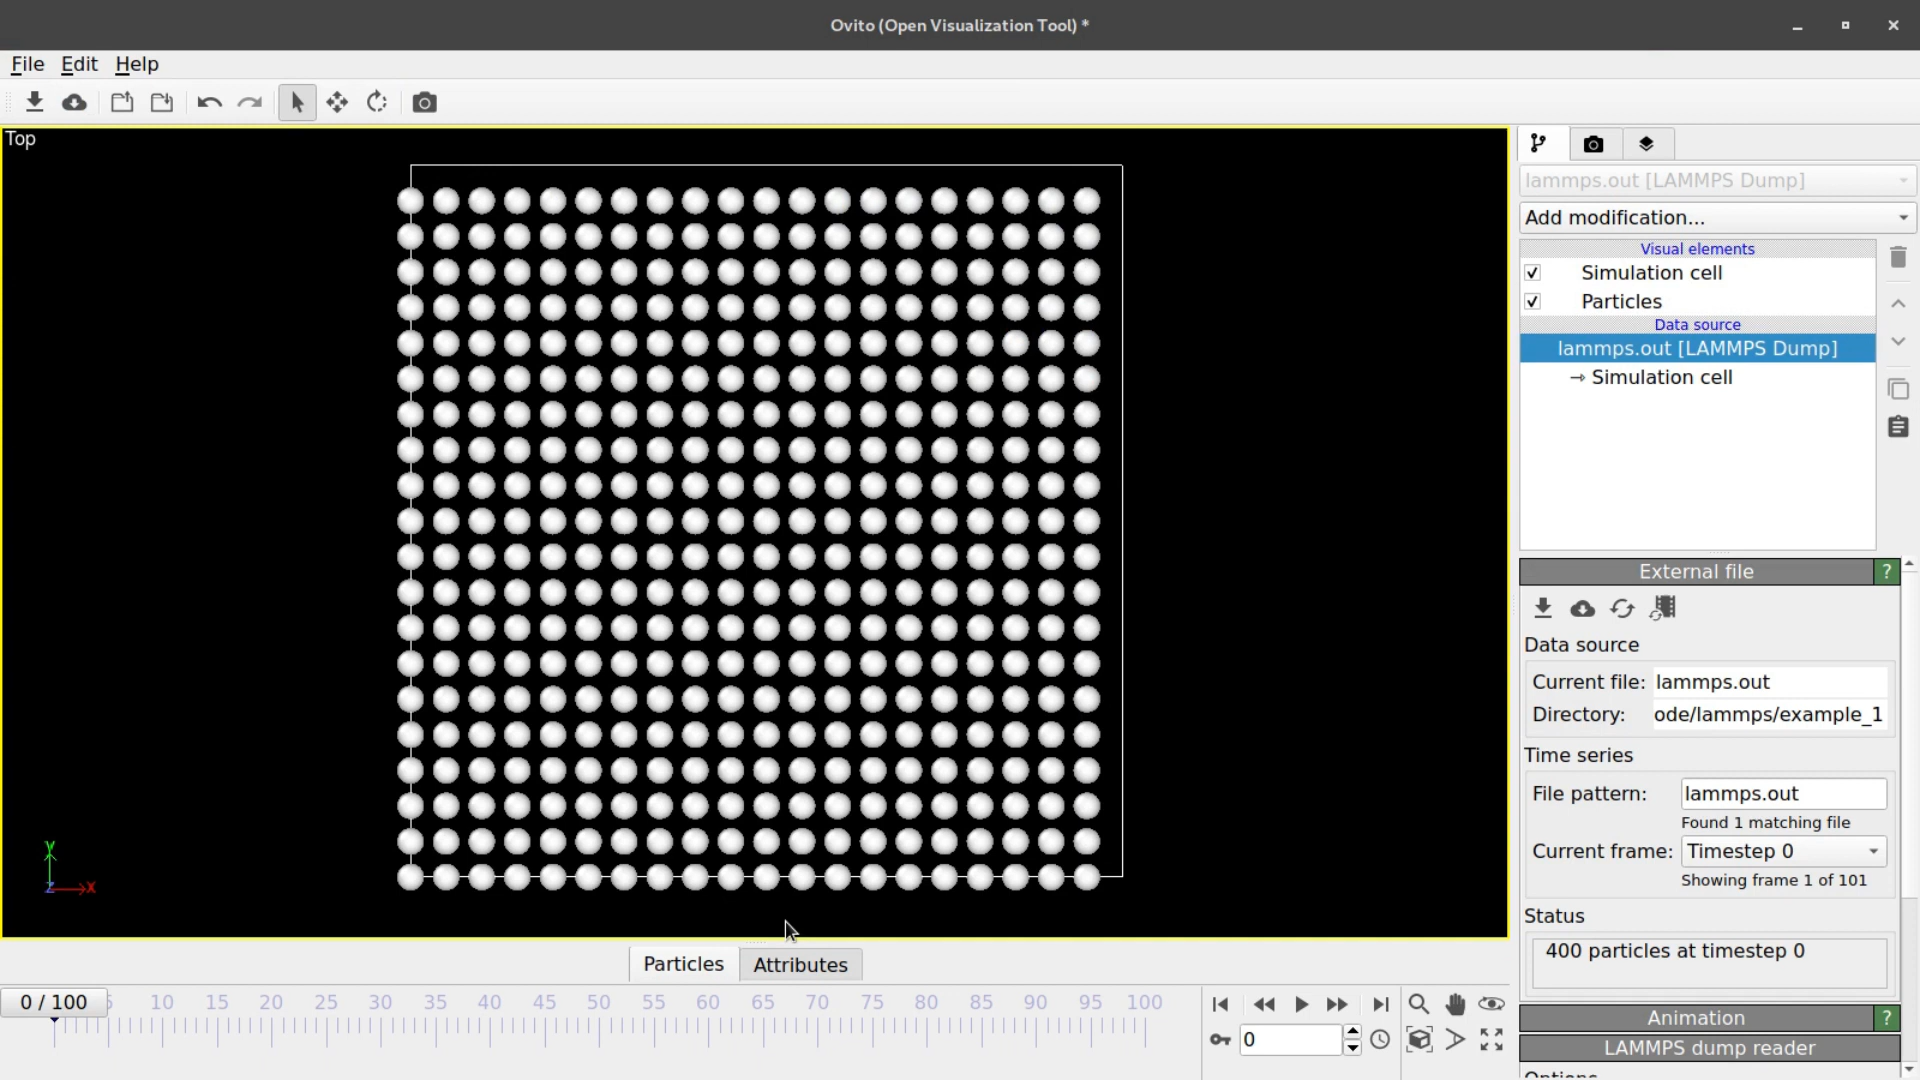 Ovito (Open Visualization Tool) *
File Edit Help
Top
lammps.out [LAMMPS Dump]
Add modification...
Visual elements
Simulation cell
Particles
Data source
lammps.out [LAMMPS Dump]
→ Simulation cell
External file ?
Data source
Current file: lammps.out
Directory: ode/lammps/example_1
Time series
File pattern: lammps.out
Found 1 matching file
Current frame: Timestep 0
Showing frame 1 of 101
Status
400 particles at timestep 0
Animation ?
LAMMPS dump reader
y
z x
Particles Attributes
0 / 100 10 15 20 25 30 35 40 45 50 55 60 65 70 75 80 85 90 95 100
0